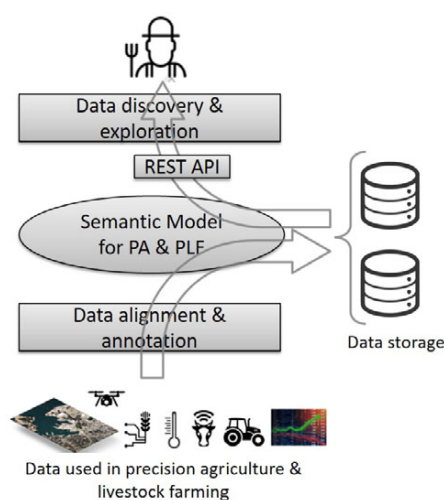 Data discovery &
exploration
REST API
Semantic Model
for PA & PLF
Data alignment &
annotation
Data storage
Data used in precision agriculture &
livestock farming